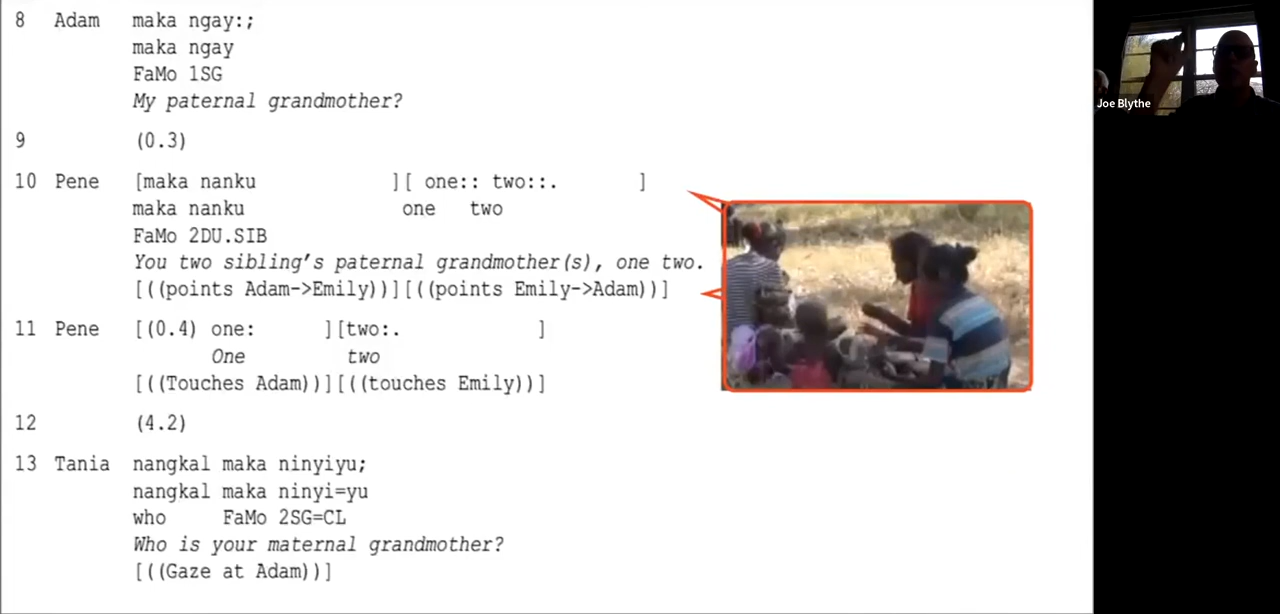 8 Adam maka ngay:;
maka ngay
FaMo 1SG
My paternal grandmother?
9 (0.3)
10 Pene [maka nanku ][ one:: two::. ]
maka nanku one two
FaMo 2DU.SIB
You two sibling's paternal grandmother(s), one two.
[((points Adam->Emily))][((points Emily->Adam))]
11 Pene [(0.4) one: ][two:. ]
One two
[((Touches Adam))][((touches Emily))]
12 (4.2)
13 Tania nangkal maka ninyiyu;
nangkal maka ninyi=yu
who FaMo 2SG=CL
Who is your maternal grandmother?
[((Gaze at Adam))]
Joe Blythe